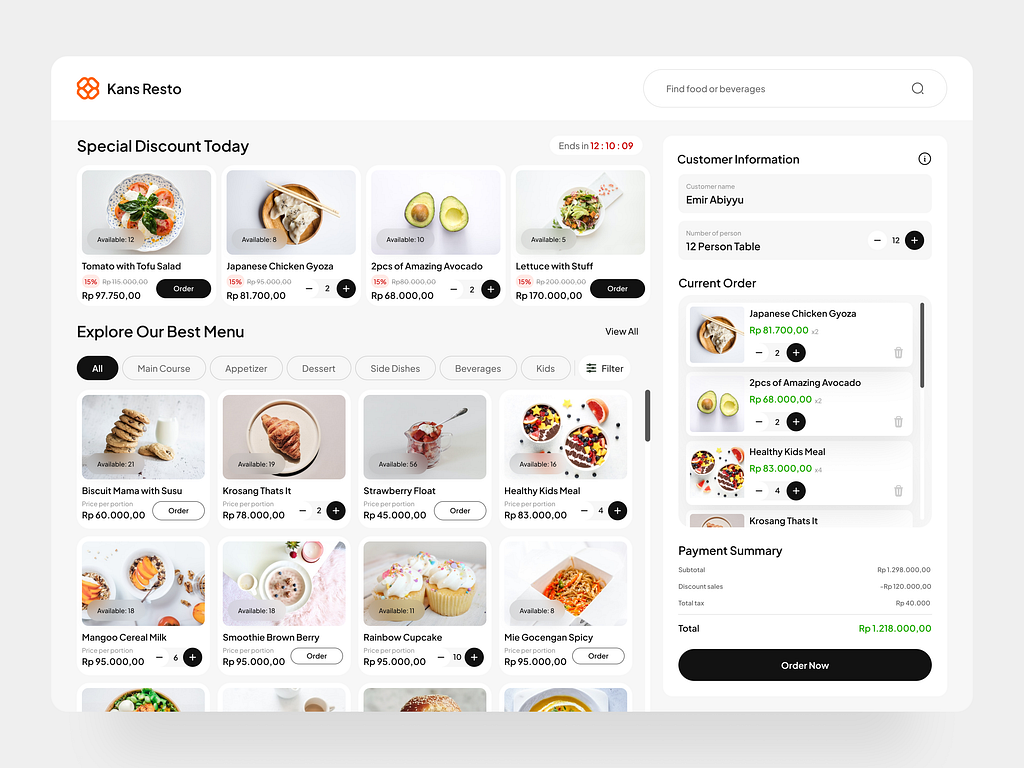 Kans Resto
Find food or beverages
Special Discount Today
Ends in 12 : 10 : 09
Available: 12
Available: 8
Available: 10
Available: 5
Tomato with Tofu Salad
Japanese Chicken Gyoza
2pcs of Amazing Avocado
Lettuce with Stuff
15% Rp 115.000,00
Rp 97.750,00
Order
15% Rp 95.000,00
Rp 81.700,00
− 2 +
15% Rp 80.000,00
Rp 68.000,00
− 2 +
15% Rp 200.000,00
Rp 170.000,00
Order
Explore Our Best Menu
View All
All
Main Course
Appetizer
Dessert
Side Dishes
Beverages
Kids
Filter
Available: 21
Available: 19
Available: 56
Available: 16
Biscuit Mama with Susu
Krosang Thats It
Strawberry Float
Healthy Kids Meal
Price per portion
Rp 60.000,00
Order
Price per portion
Rp 78.000,00
− 2 +
Price per portion
Rp 45.000,00
Order
Price per portion
Rp 83.000,00
− 4 +
Available: 18
Available: 18
Available: 11
Available: 8
Mangoo Cereal Milk
Smoothie Brown Berry
Rainbow Cupcake
Mie Gocengan Spicy
Price per portion
Rp 95.000,00
− 6 +
Price per portion
Rp 95.000,00
Order
Price per portion
Rp 95.000,00
− 10 +
Price per portion
Rp 95.000,00
Order
Customer Information
Customer name
Emir Abiyyu
Number of person
12 Person Table
− 12 +
Current Order
Japanese Chicken Gyoza
Rp 81.700,00 x2
− 2 +
2pcs of Amazing Avocado
Rp 68.000,00 x2
− 2 +
Healthy Kids Meal
Rp 83.000,00 x4
− 4 +
Krosang Thats It
Payment Summary
Subtotal
Rp 1.298.000,00
Discount sales
-Rp 120.000,00
Total tax
Rp 40.000
Total
Rp 1.218.000,00
Order Now